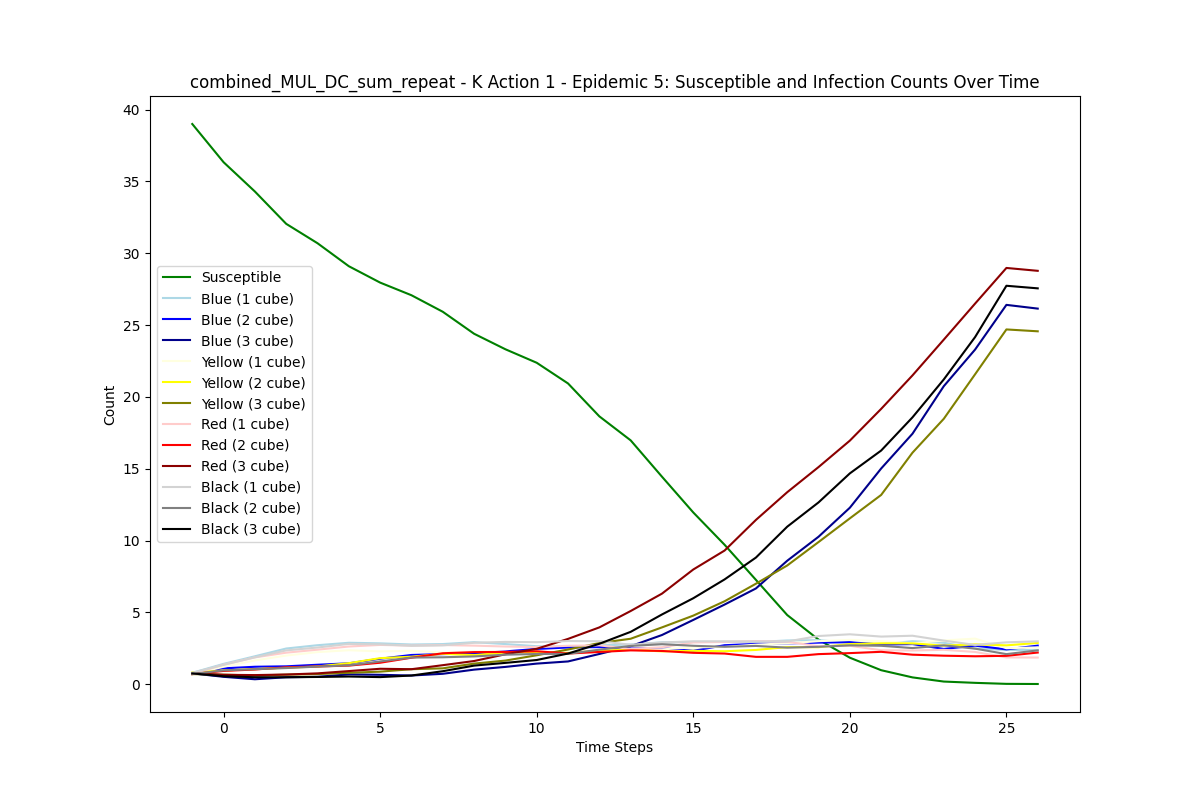 combined_MUL_DC_sum_repeat - K Action 1 - Epidemic 5: Susceptible and Infection Counts Over Time
40
35
30
25
20
15
10
5
0
Count
Susceptible
Blue (1 cube)
Blue (2 cube)
Blue (3 cube)
Yellow (1 cube)
Yellow (2 cube)
Yellow (3 cube)
Red (1 cube)
Red (2 cube)
Red (3 cube)
Black (1 cube)
Black (2 cube)
Black (3 cube)
0 5 10 15 20 25
Time Steps